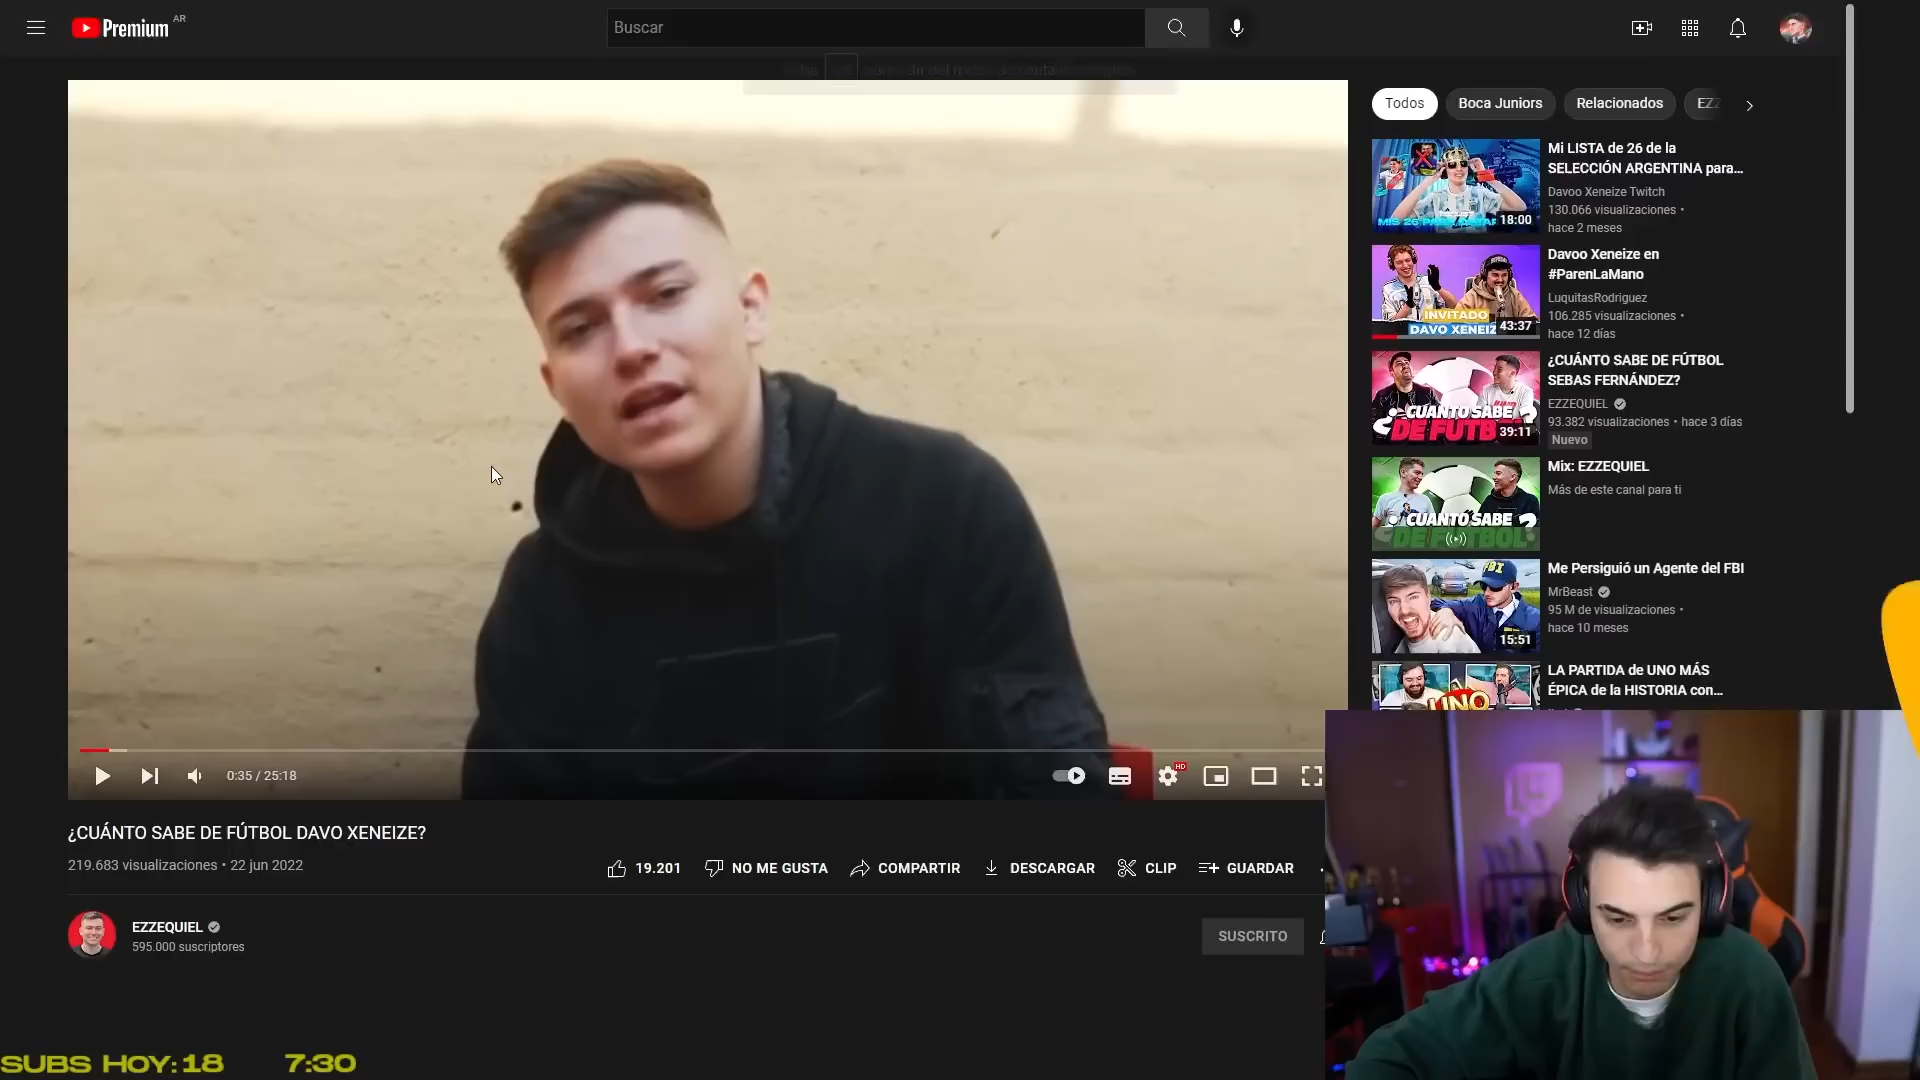 Premium AR
Buscar
Todos
Boca Juniors
Relacionados
EZZ
Mi LISTA de 26 de la
SELECCIÓN ARGENTINA para...
Davoo Xeneize Twitch
130.066 visualizaciones •
hace 2 meses
18:00
Davoo Xeneize en
#ParenLaMano
LuquitasRodriguez
106.285 visualizaciones •
hace 12 días
INVITADO
DAVO XENEIZ
43:37
¿CUÁNTO SABE DE FÚTBOL
SEBAS FERNÁNDEZ?
EZZEQUIEL
93.382 visualizaciones • hace 3 días
Nuevo
¿CUANTO SABE
DE FUTB ?
39:11
Mix: EZZEQUIEL
Más de este canal para ti
¿CUANTO SABE
DE FUTBOL?
Me Persiguió un Agente del FBI
MrBeast
95 M de visualizaciones •
hace 10 meses
FBI
15:51
LA PARTIDA de UNO MÁS
ÉPICA de la HISTORIA con...
UNO
0:35 / 25:18
HD
¿CUÁNTO SABE DE FÚTBOL DAVO XENEIZE?
219.683 visualizaciones • 22 jun 2022
19.201
NO ME GUSTA
COMPARTIR
DESCARGAR
CLIP
GUARDAR
EZZEQUIEL
595.000 suscriptores
SUSCRITO
SUBS HOY:18
7:30